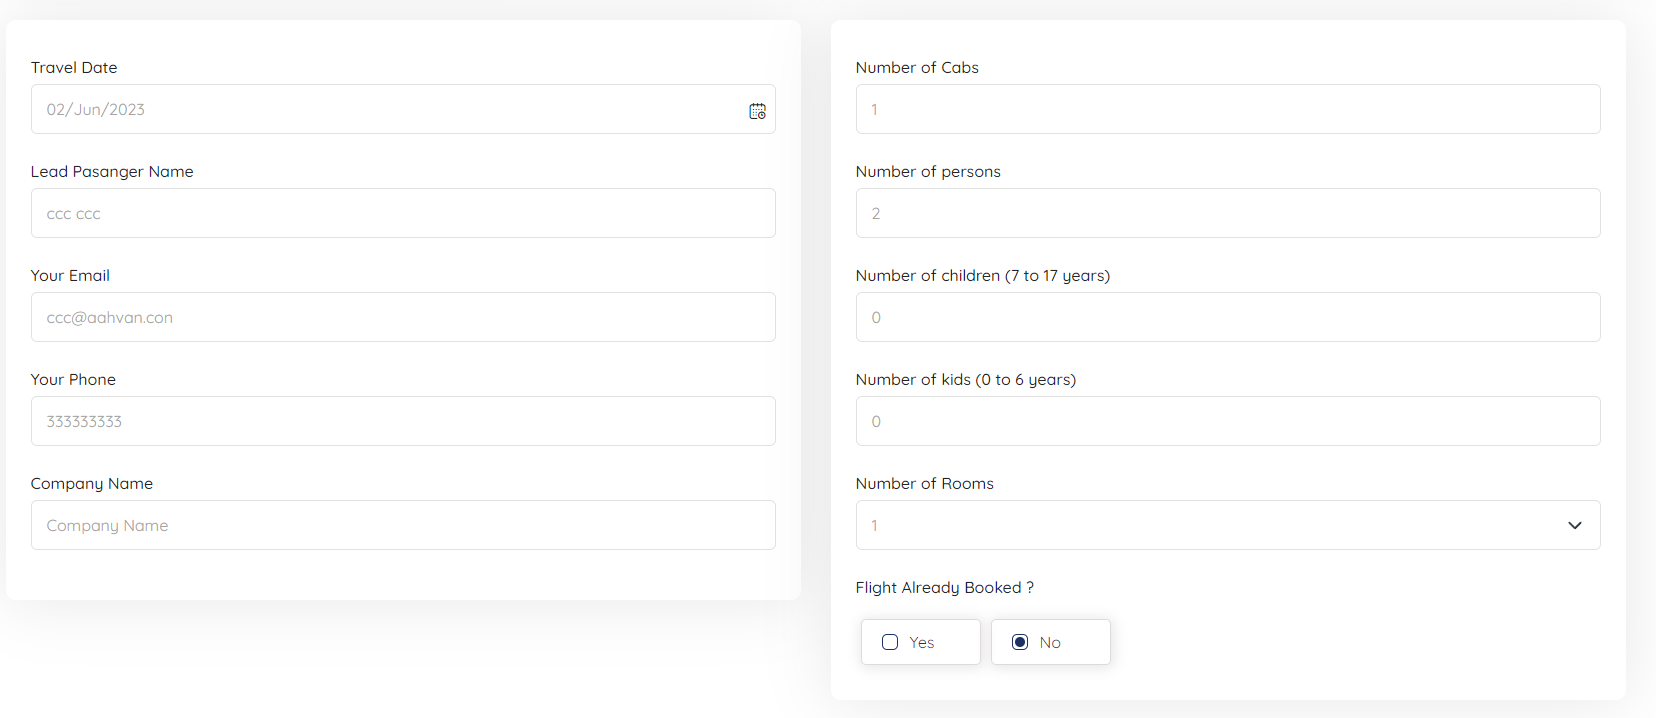 Travel Date
02/Jun/2023
Lead Pasanger Name
ccc ccc
Your Email
ccc@aahvan.con
Your Phone
333333333
Company Name
Company Name
Number of Cabs
1
Number of persons
2
Number of children (7 to 17 years)
0
Number of kids (0 to 6 years)
0
Number of Rooms
1
Flight Already Booked ?
Yes No